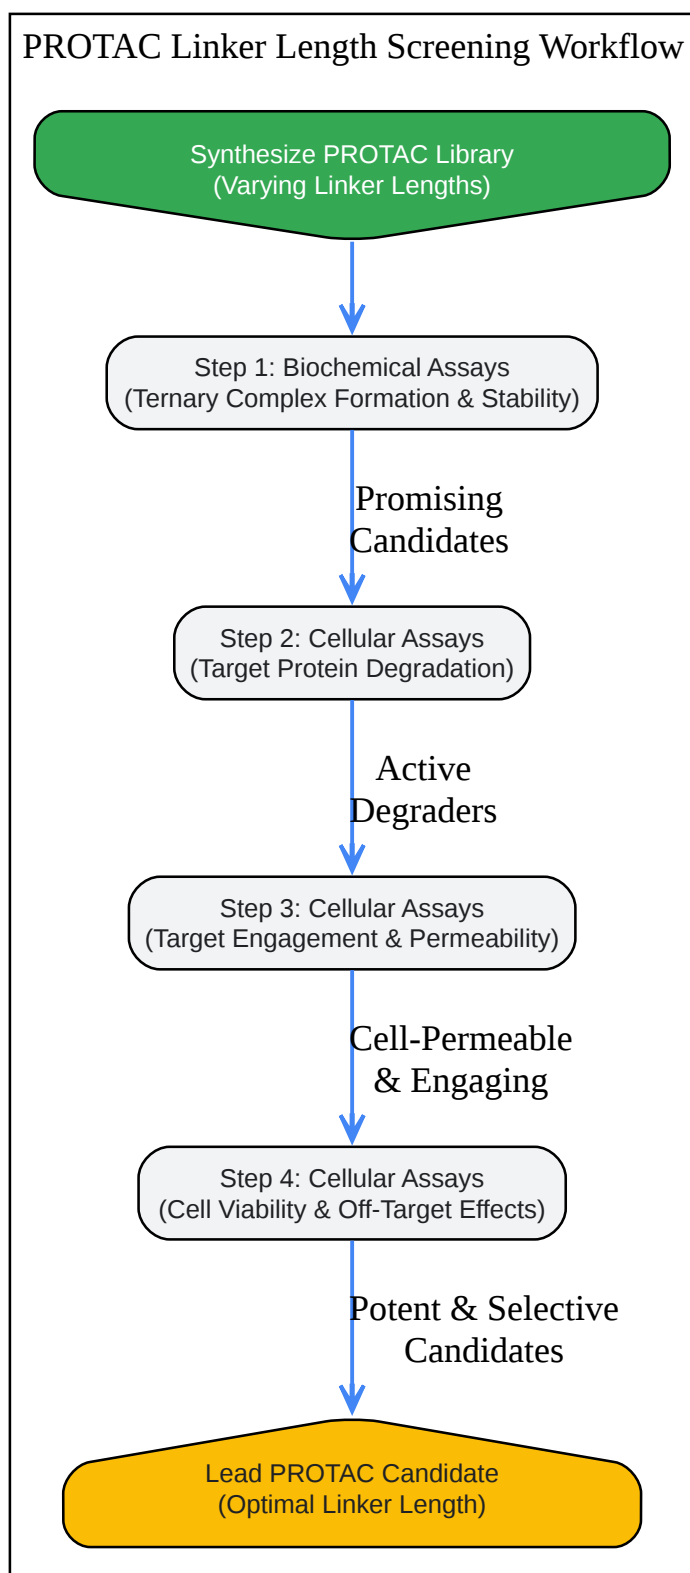 PROTAC Linker Length Screening Workflow
Synthesize PROTAC Library
(Varying Linker Lengths)
Step 1: Biochemical Assays
(Ternary Complex Formation & Stability)
Promising
Candidates
Step 2: Cellular Assays
(Target Protein Degradation)
Active
Degraders
Step 3: Cellular Assays
(Target Engagement & Permeability)
Cell-Permeable
& Engaging
Step 4: Cellular Assays
(Cell Viability & Off-Target Effects)
Potent & Selective
Candidates
Lead PROTAC Candidate
(Optimal Linker Length)